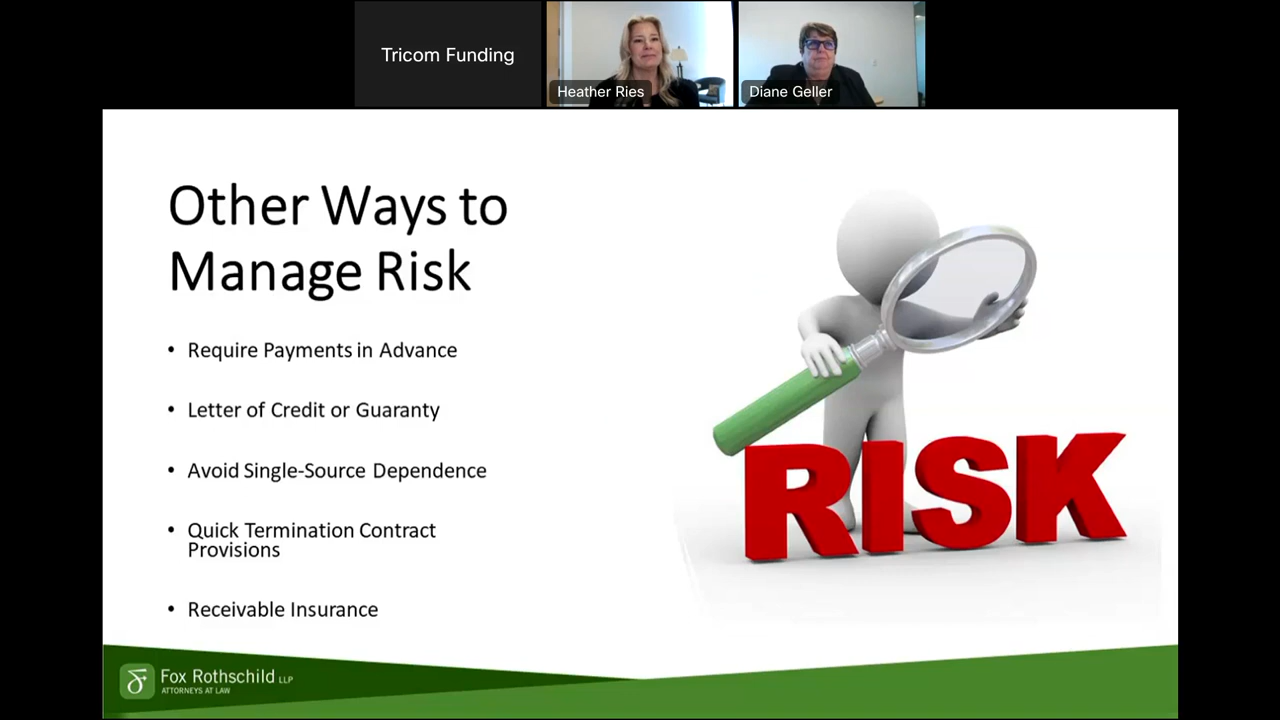 Tricom Funding
Heather Ries
Diane Geller
Other Ways to
Manage Risk
• Require Payments in Advance
• Letter of Credit or Guaranty
• Avoid Single-Source Dependence
• Quick Termination Contract
Provisions
• Receivable Insurance
RISK
Fox Rothschild LLP
ATTORNEYS AT LAW